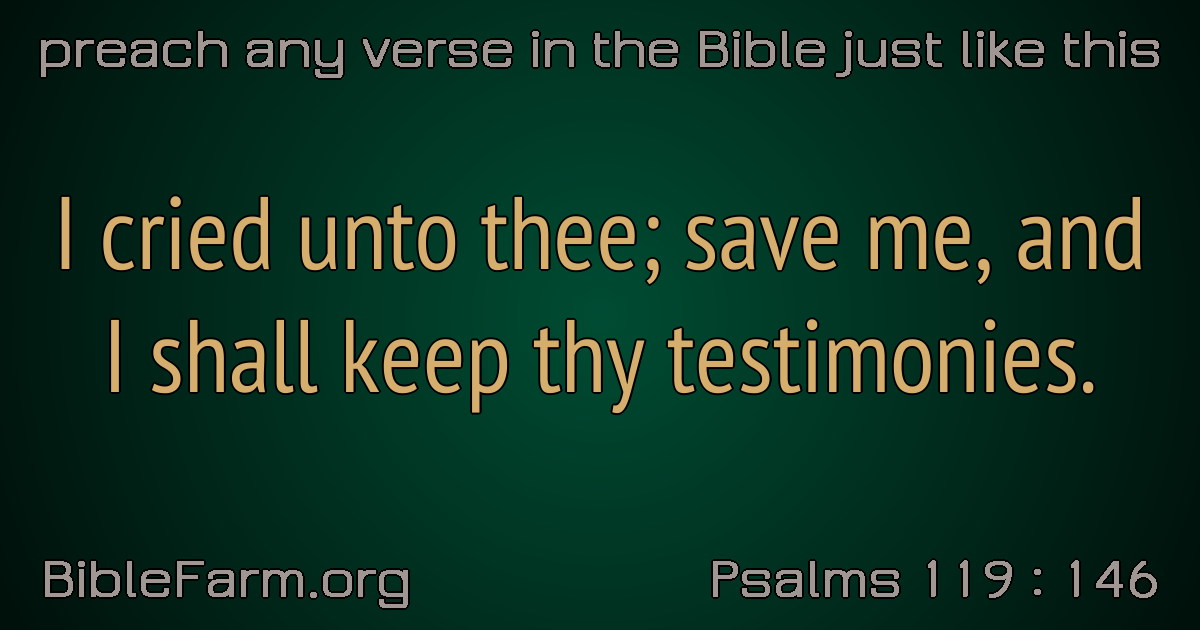 preach any verse in the Bible just like this
I cried unto thee; save me, and
I shall keep thy testimonies.
BibleFarm.org
Psalms 119 : 146